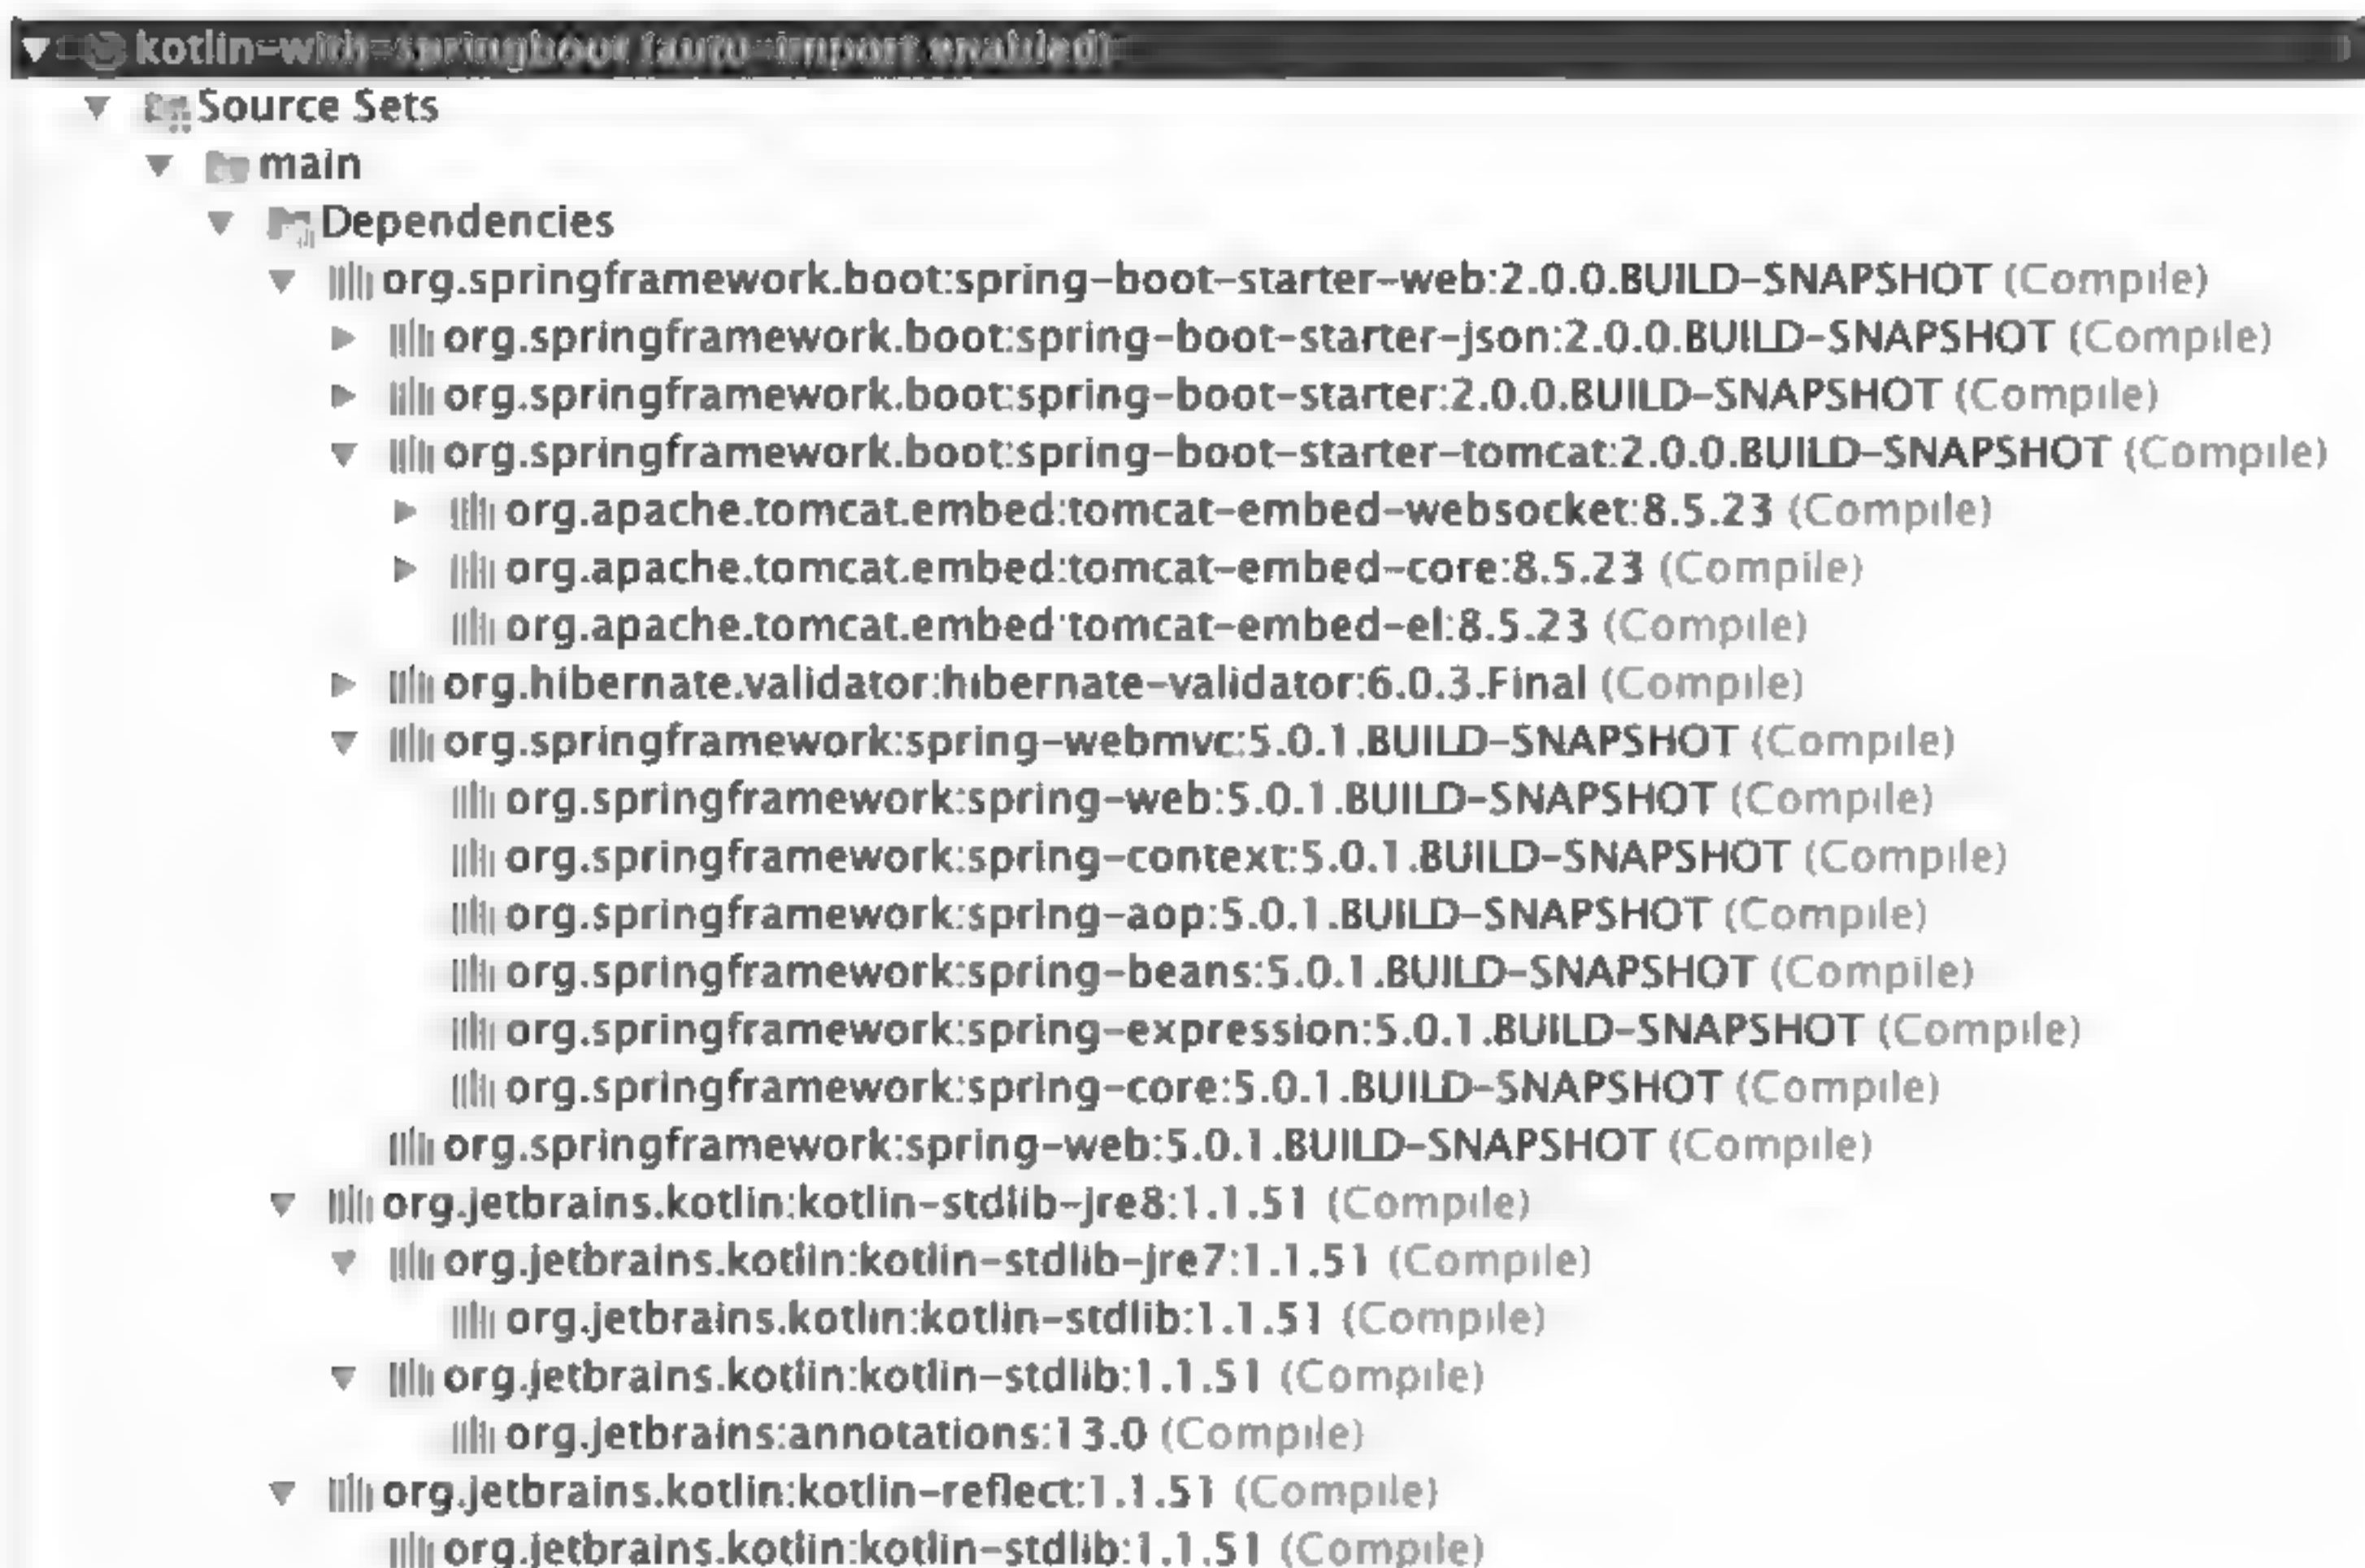 kotlin-with-springboot (auto-import enabled)
Source Sets
main
Dependencies
org.springframework.boot:spring-boot-starter-web:2.0.0.BUILD-SNAPSHOT (Compile)
org.springframework.boot:spring-boot-starter-json:2.0.0.BUILD-SNAPSHOT (Compile)
org.springframework.boot:spring-boot-starter:2.0.0.BUILD-SNAPSHOT (Compile)
org.springframework.boot:spring-boot-starter-tomcat:2.0.0.BUILD-SNAPSHOT (Compile)
org.apache.tomcat.embed:tomcat-embed-websocket:8.5.23 (Compile)
org.apache.tomcat.embed:tomcat-embed-core:8.5.23 (Compile)
org.apache.tomcat.embed:tomcat-embed-el:8.5.23 (Compile)
org.hibernate.validator:hibernate-validator:6.0.3.Final (Compile)
org.springframework:spring-webmvc:5.0.1.BUILD-SNAPSHOT (Compile)
org.springframework:spring-web:5.0.1.BUILD-SNAPSHOT (Compile)
org.springframework:spring-context:5.0.1.BUILD-SNAPSHOT (Compile)
org.springframework:spring-aop:5.0.1.BUILD-SNAPSHOT (Compile)
org.springframework:spring-beans:5.0.1.BUILD-SNAPSHOT (Compile)
org.springframework:spring-expression:5.0.1.BUILD-SNAPSHOT (Compile)
org.springframework:spring-core:5.0.1.BUILD-SNAPSHOT (Compile)
org.springframework:spring-web:5.0.1.BUILD-SNAPSHOT (Compile)
org.jetbrains.kotlin:kotlin-stdlib-jre8:1.1.51 (Compile)
org.jetbrains.kotlin:kotlin-stdlib-jre7:1.1.51 (Compile)
org.jetbrains.kotlin:kotlin-stdlib:1.1.51 (Compile)
org.jetbrains.kotlin:kotlin-stdlib:1.1.51 (Compile)
org.jetbrains:annotations:13.0 (Compile)
org.jetbrains.kotlin:kotlin-reflect:1.1.51 (Compile)
org.jetbrains.kotlin:kotlin-stdlib:1.1.51 (Compile)